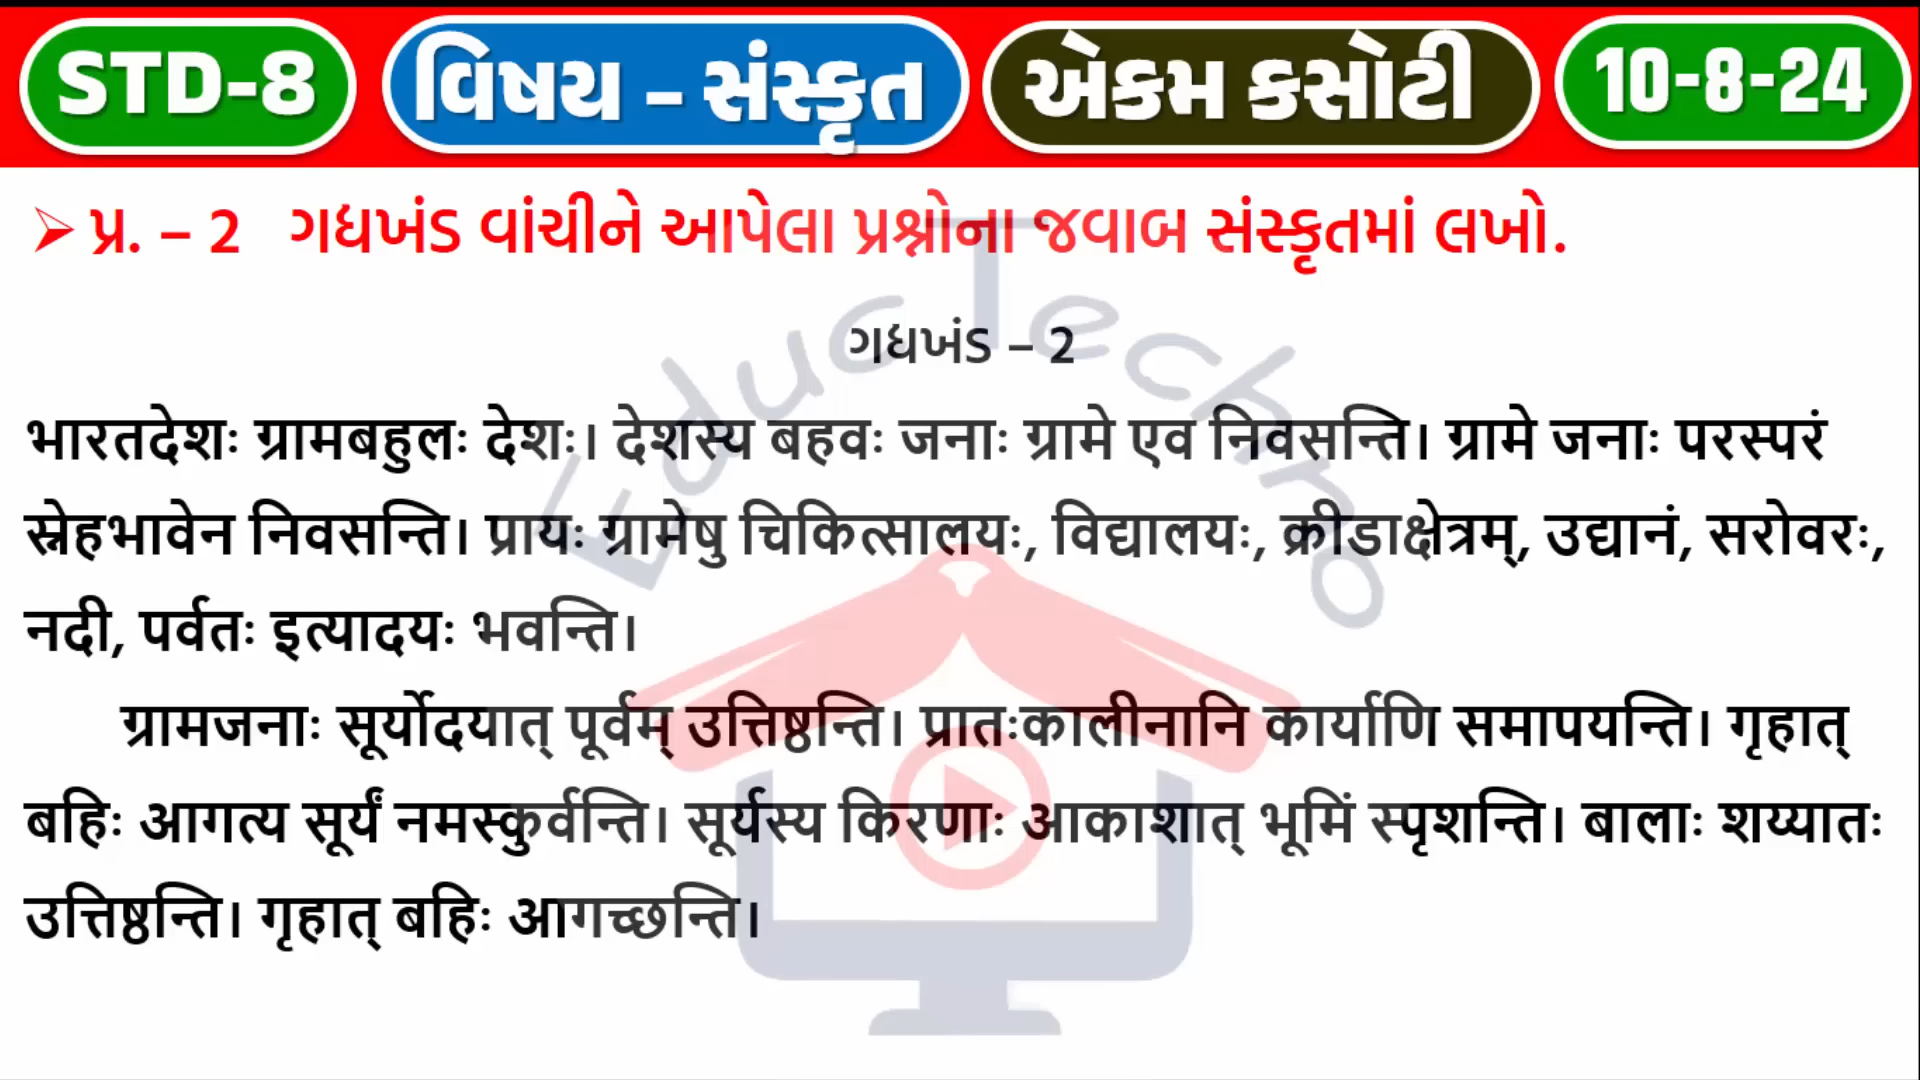 STD-8 વિષય – સંસ્કૃત એકમ કસોટી 10-8-24
➢ પ્ર. – 2 ગદ્યખંડ વાંચીને આપેલા પ્રશ્નોના જવાબ સંસ્કૃતમાં લખો.
ગદ્યખંડ – 2
भारतदेशः ग्रामबहुलः देशः। देशस्य बहवः जनाः ग्रामे एव निवसन्ति। ग्रामे जनाः परस्परं
स्नेहभावेन निवसन्ति। प्रायः ग्रामेषु चिकित्सालयः, विद्यालयः, क्रीडाक्षेत्रम्, उद्यानं, सरोवरः,
नदी, पर्वतः इत्यादयः भवन्ति।
ग्रामजनाः सूर्योदयात् पूर्वम् उत्तिष्ठन्ति। प्रातःकालीनानि कार्याणि समापयन्ति। गृहात्
बहिः आगत्य सूर्यं नमस्कुर्वन्ति। सूर्यस्य किरणाः आकाशात् भूमिं स्पृशन्ति। बालाः शय्यातः
उत्तिष्ठन्ति। गृहात् बहिः आगच्छन्ति।
Educ Techno